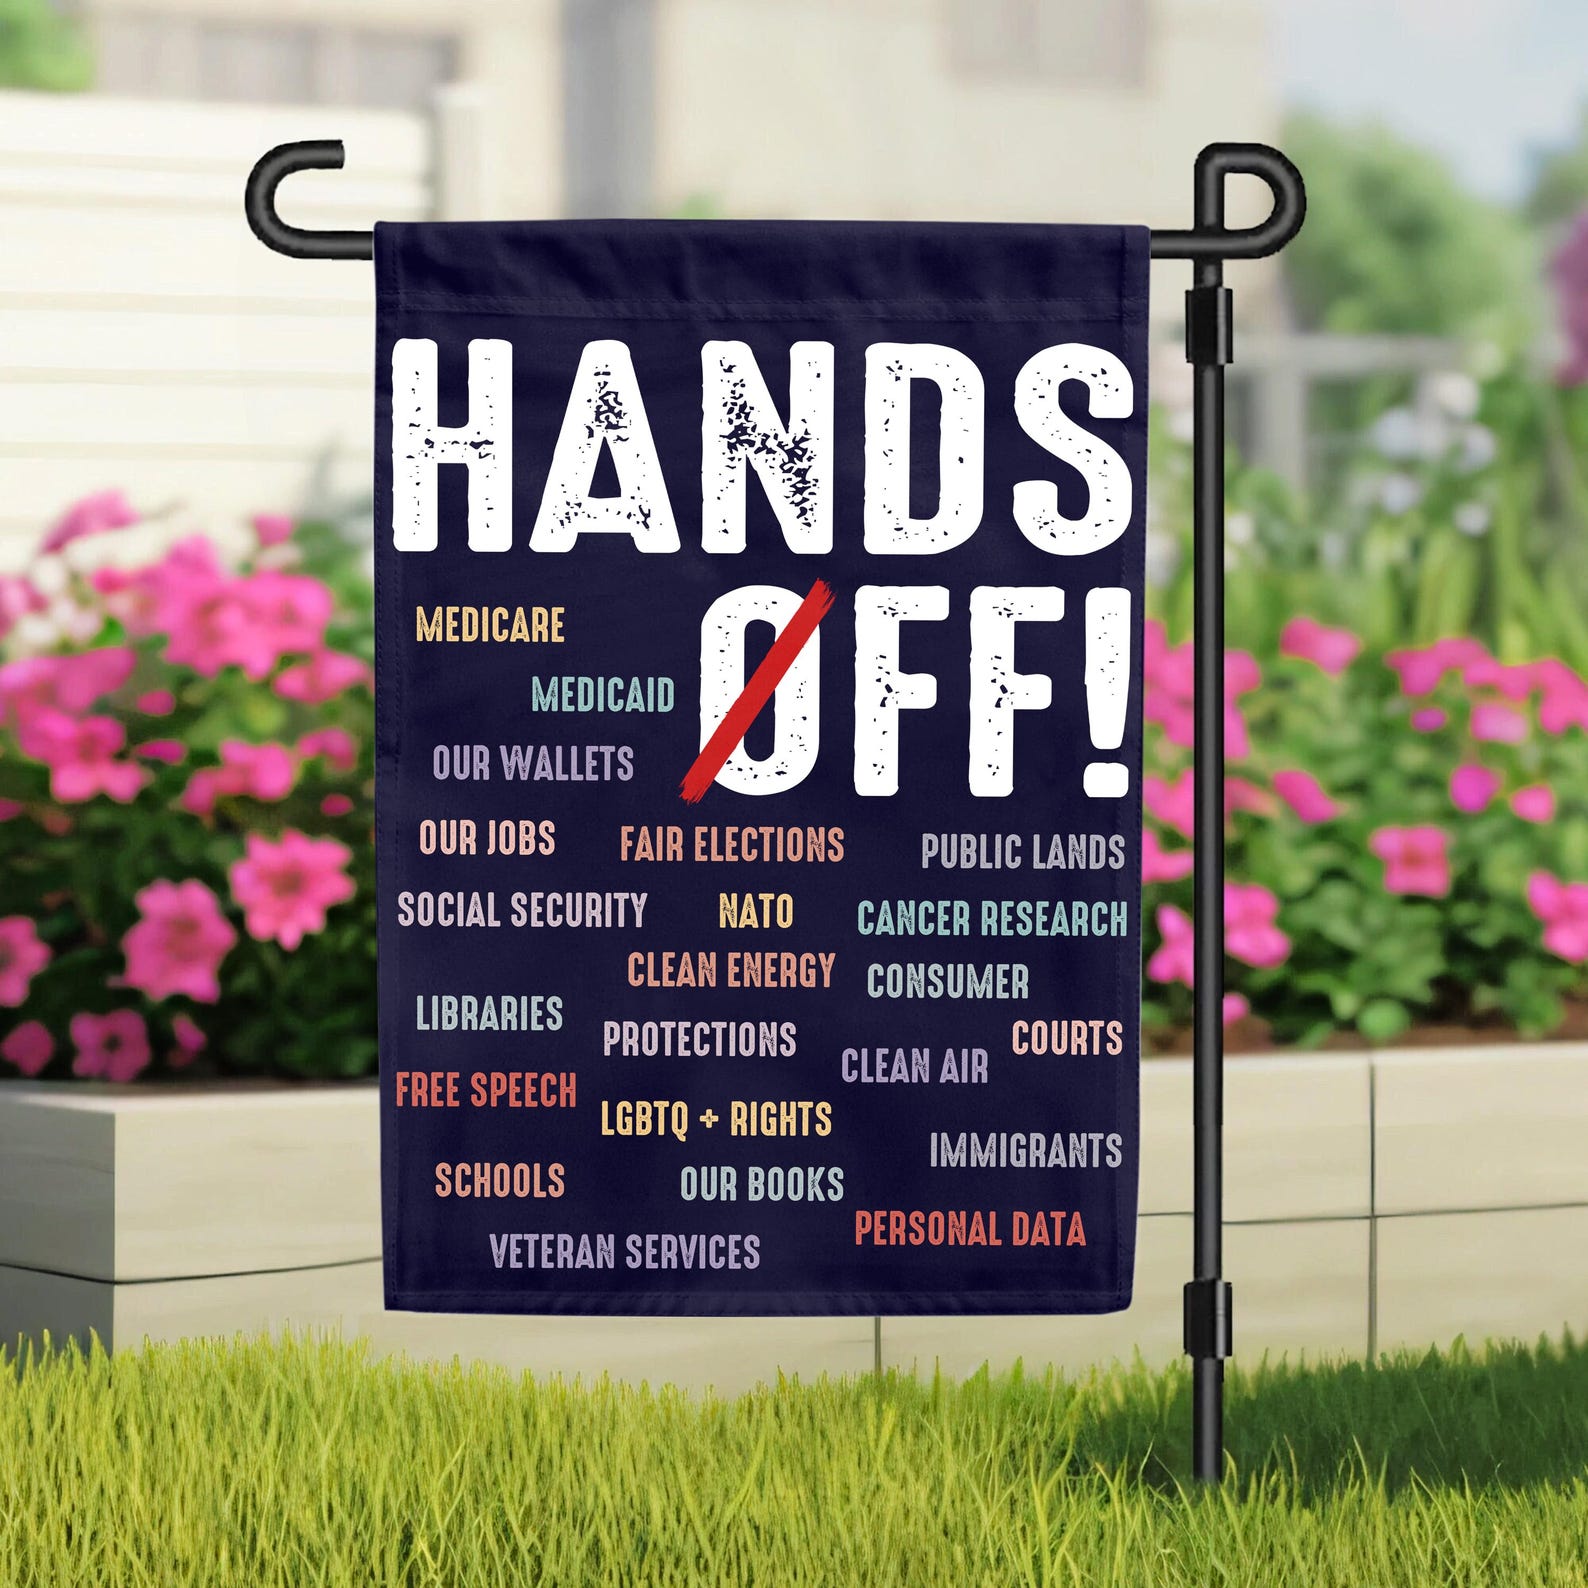 HANDS
OFF!
MEDICARE
MEDICAID
OUR WALLETS
OUR JOBS
FAIR ELECTIONS
PUBLIC LANDS
SOCIAL SECURITY
NATO
CANCER RESEARCH
CLEAN ENERGY
CONSUMER
LIBRARIES
PROTECTIONS
COURTS
CLEAN AIR
FREE SPEECH
LGBTQ + RIGHTS
IMMIGRANTS
SCHOOLS
OUR BOOKS
PERSONAL DATA
VETERAN SERVICES